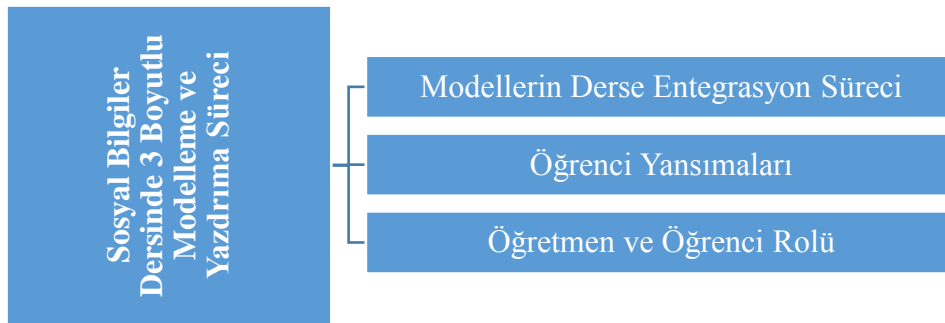 Sosyal Bilgiler
Dersinde 3 Boyutlu
Modelleme ve
Yazdrıma Süreci
Modellerin Derse Entegrasyon Süreci
Öğrenci Yansımaları
Öğretmen ve Öğrenci Rolü